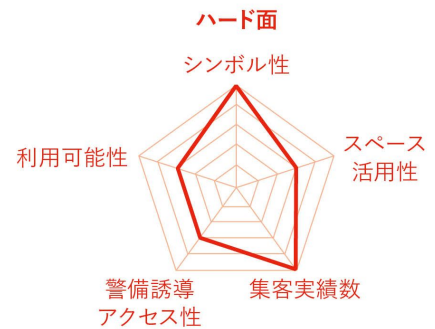 ハード面
シンボル性
スペース
活用性
利用可能性
警備誘導
アクセス性
集客実績数